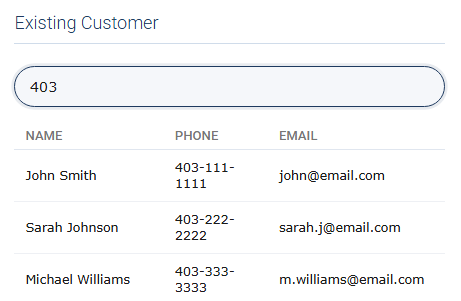 Existing Customer
403
NAME PHONE EMAIL
John Smith 403-111-1111 john@email.com
Sarah Johnson 403-222-2222 sarah.j@email.com
Michael Williams 403-333-3333 m.williams@email.com